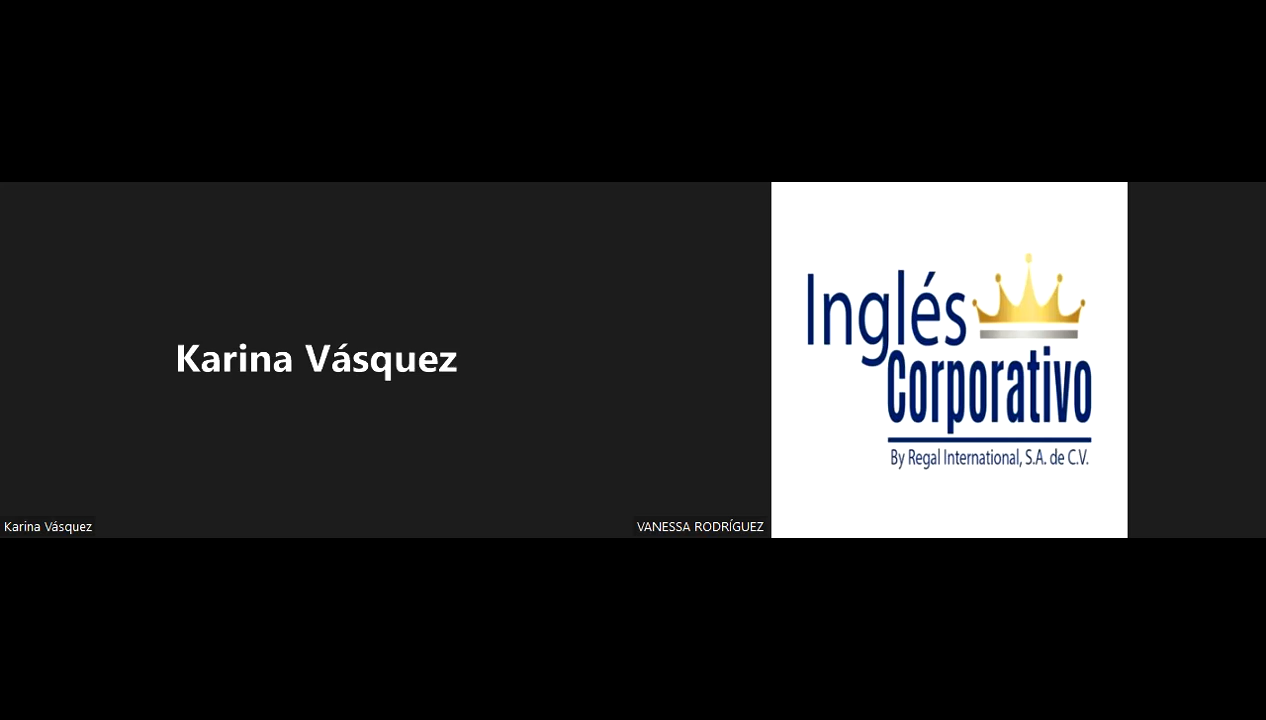 Karina Vásquez
Karina Vásquez
VANESSA RODRÍGUEZ
Inglés
Corporativo
By Regal International, S.A. de C.V.